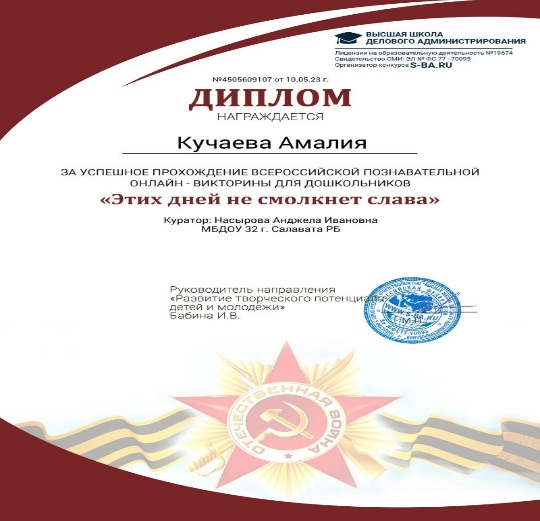 ВЫСШАЯ ШКОЛА
ДЕЛОВОГО АДМИНИСТРИРОВАНИЯ
Лицензия на образовательную деятельность №19674
Свидетельство СМИ: ЭЛ № ФС 77 - 70095
Организатор конкурса S-BA.RU
№4505609107 от 10.05.23 г.
ДИПЛОМ
НАГРАЖДАЕТСЯ
Кучаева Амалия
ЗА УСПЕШНОЕ ПРОХОЖДЕНИЕ ВСЕРОССИЙСКОЙ ПОЗНАВАТЕЛЬНОЙ
ОНЛАЙН - ВИКТОРИНЫ ДЛЯ ДОШКОЛЬНИКОВ
«Этих дней не смолкнет слава»
Куратор: Насырова Анджела Ивановна
МБДОУ 32 г. Салавата РБ
Руководитель направления
«Развитие творческого потенциала
детей и молодежи»
Бабина И.В.
WWW.S-BA.RU
М.П.
ОТЕЧЕСТВЕННАЯ ВОЙНА